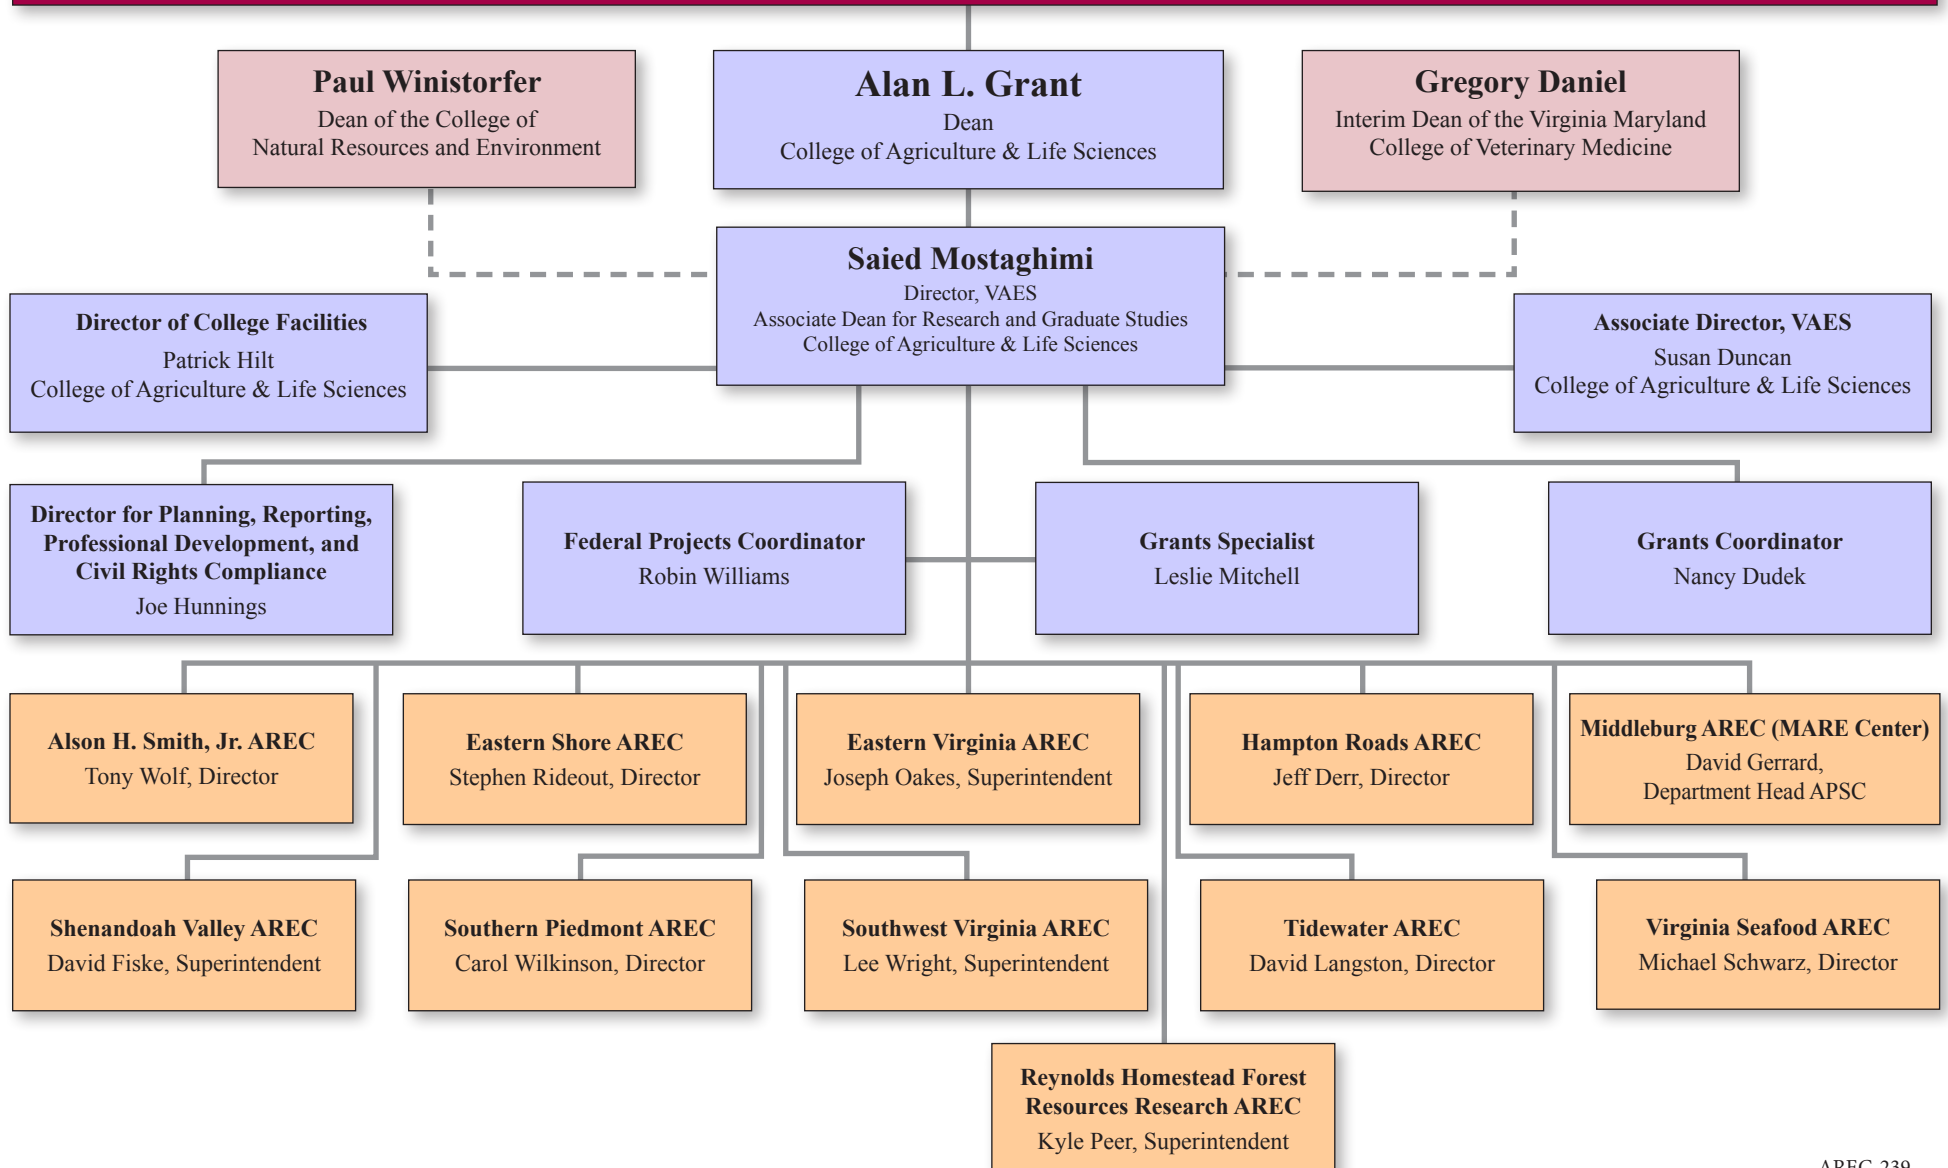 Paul Winistorfer
Dean of the College of
Natural Resources and Environment
Alan L. Grant
Dean
College of Agriculture & Life Sciences
Gregory Daniel
Interim Dean of the Virginia Maryland
College of Veterinary Medicine
Saied Mostaghimi
Director, VAES
Associate Dean for Research and Graduate Studies
College of Agriculture & Life Sciences
Director of College Facilities
Patrick Hilt
College of Agriculture & Life Sciences
Associate Director, VAES
Susan Duncan
College of Agriculture & Life Sciences
Director for Planning, Reporting,
Professional Development, and
Civil Rights Compliance
Joe Hunnings
Federal Projects Coordinator
Robin Williams
Grants Specialist
Leslie Mitchell
Grants Coordinator
Nancy Dudek
Alson H. Smith, Jr. AREC
Tony Wolf, Director
Eastern Shore AREC
Stephen Rideout, Director
Eastern Virginia AREC
Joseph Oakes, Superintendent
Hampton Roads AREC
Jeff Derr, Director
Middleburg AREC (MARE Center)
David Gerrard,
Department Head APSC
Shenandoah Valley AREC
David Fiske, Superintendent
Southern Piedmont AREC
Carol Wilkinson, Director
Southwest Virginia AREC
Lee Wright, Superintendent
Tidewater AREC
David Langston, Director
Virginia Seafood AREC
Michael Schwarz, Director
Reynolds Homestead Forest
Resources Research AREC
Kyle Peer, Superintendent
AREC-239